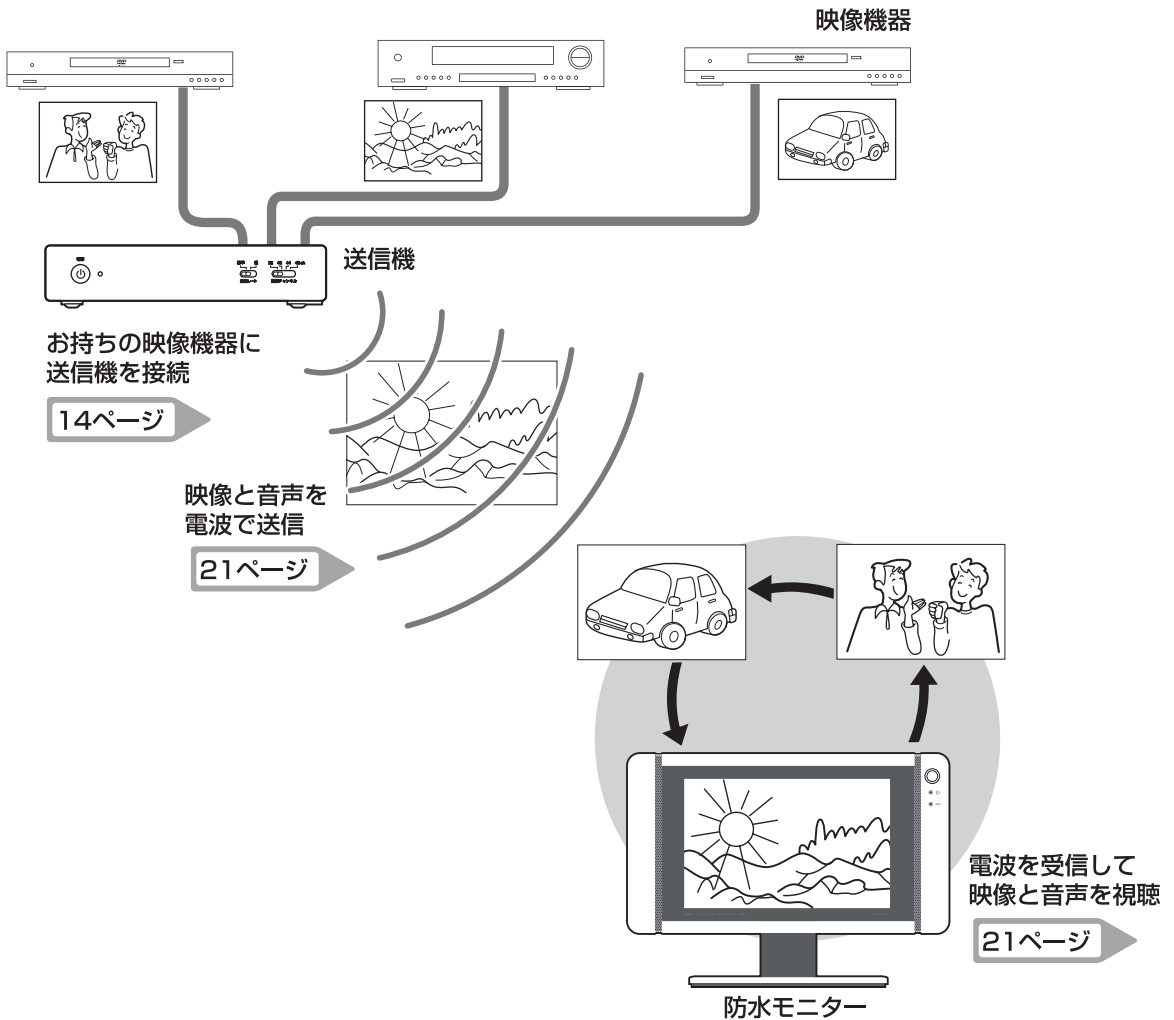 映像機器
送信機
お持ちの映像機器に
送信機を接続
14ページ
映像と音声を
電波で送信
21ページ
電波を受信して
映像と音声を視聴
21ページ
防水モニター